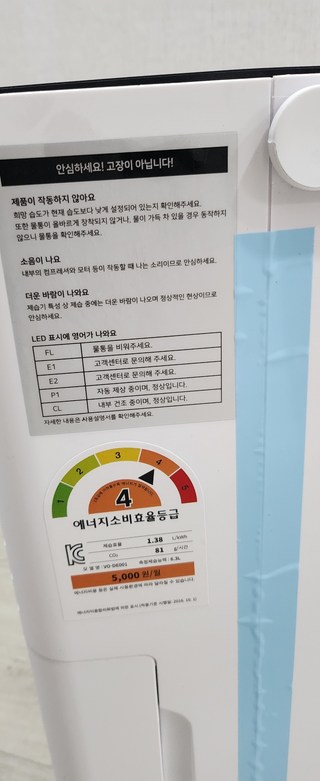 안심하세요! 고장이 아닙니다!
제품이 작동하지 않아요
희망 습도가 현재 습도보다 낮게 설정되어 있는지 확인해주세요.
또한 물통이 올바르게 장착되지 않거나, 물이 가득 차 있을 경우 동작하지
않으니 물통을 확인해주세요.
소음이 나요
내부의 컴프레셔와 모터 등이 작동할 때 나는 소리이므로 안심하세요.
더운 바람이 나와요
제습기 특성 상 제습 중에는 더운 바람이 나오며 정상적인 현상이므로
안심하세요.
LED 표시에 영어가 나와요
FL 물통을 비워주세요.
E1 고객센터로 문의해 주세요.
E2 고객센터로 문의해 주세요.
P1 자동 제상 중이며, 정상입니다.
CL 내부 건조 중이며, 정상입니다.
자세한 내용은 사용설명서를 확인해주세요.
1 2 3 4 5
4
에너지소비효율등급
제습효율 1.38 L/kWh
CO₂ 81 g/시간
5,000 원/월